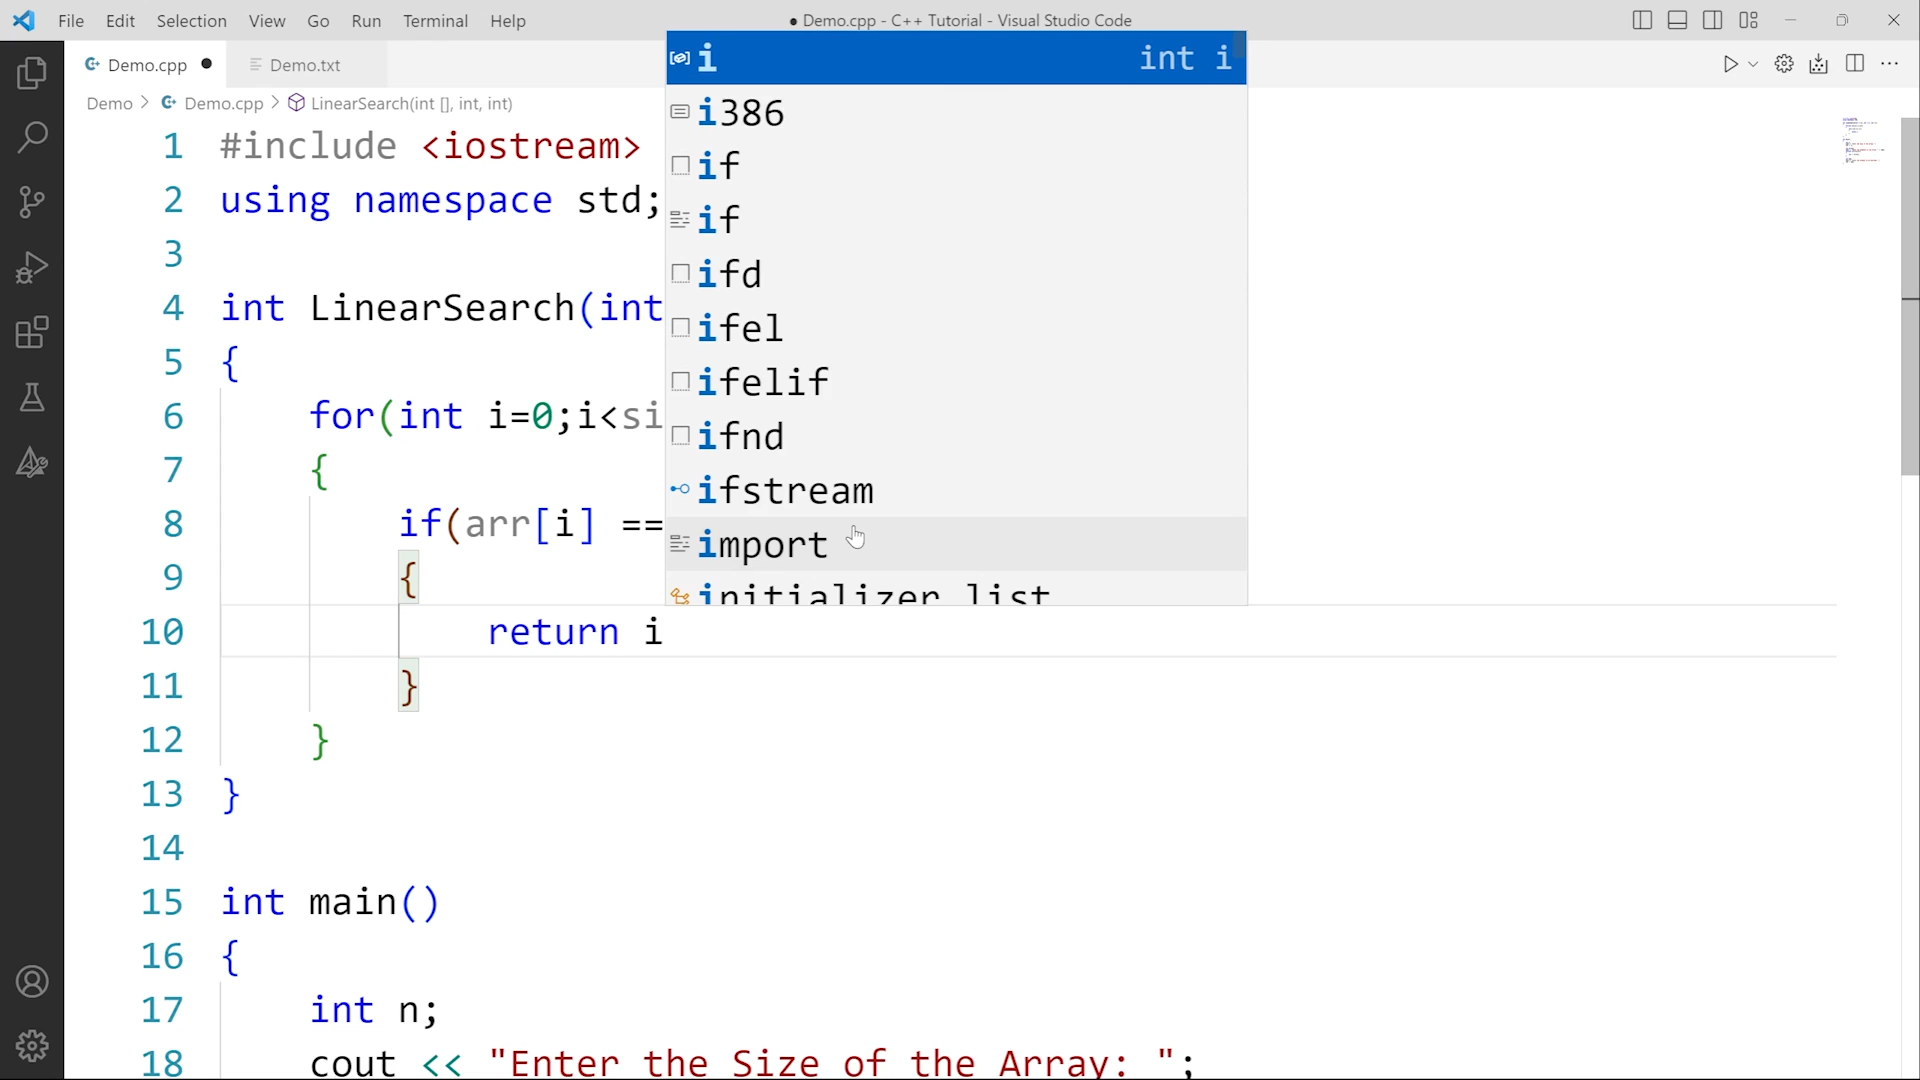 File Edit Selection View Go Run Terminal Help
● Demo.cpp - C++ Tutorial - Visual Studio Code
Demo.cpp ●
Demo.txt
Demo > Demo.cpp > LinearSearch(int [], int, int)
1 #include <iostream>
2 using namespace std;
3
4 int LinearSearch(int
5 {
6 for(int i=0;i<si
7 {
8 if(arr[i] ==
9 {
10 return i
11 }
12 }
13 }
14
15 int main()
16 {
17 int n;
18 cout << "Enter the Size of the Array: ";
i int i
i386
if
if
ifd
ifel
ifelif
ifnd
ifstream
import
initializer_list